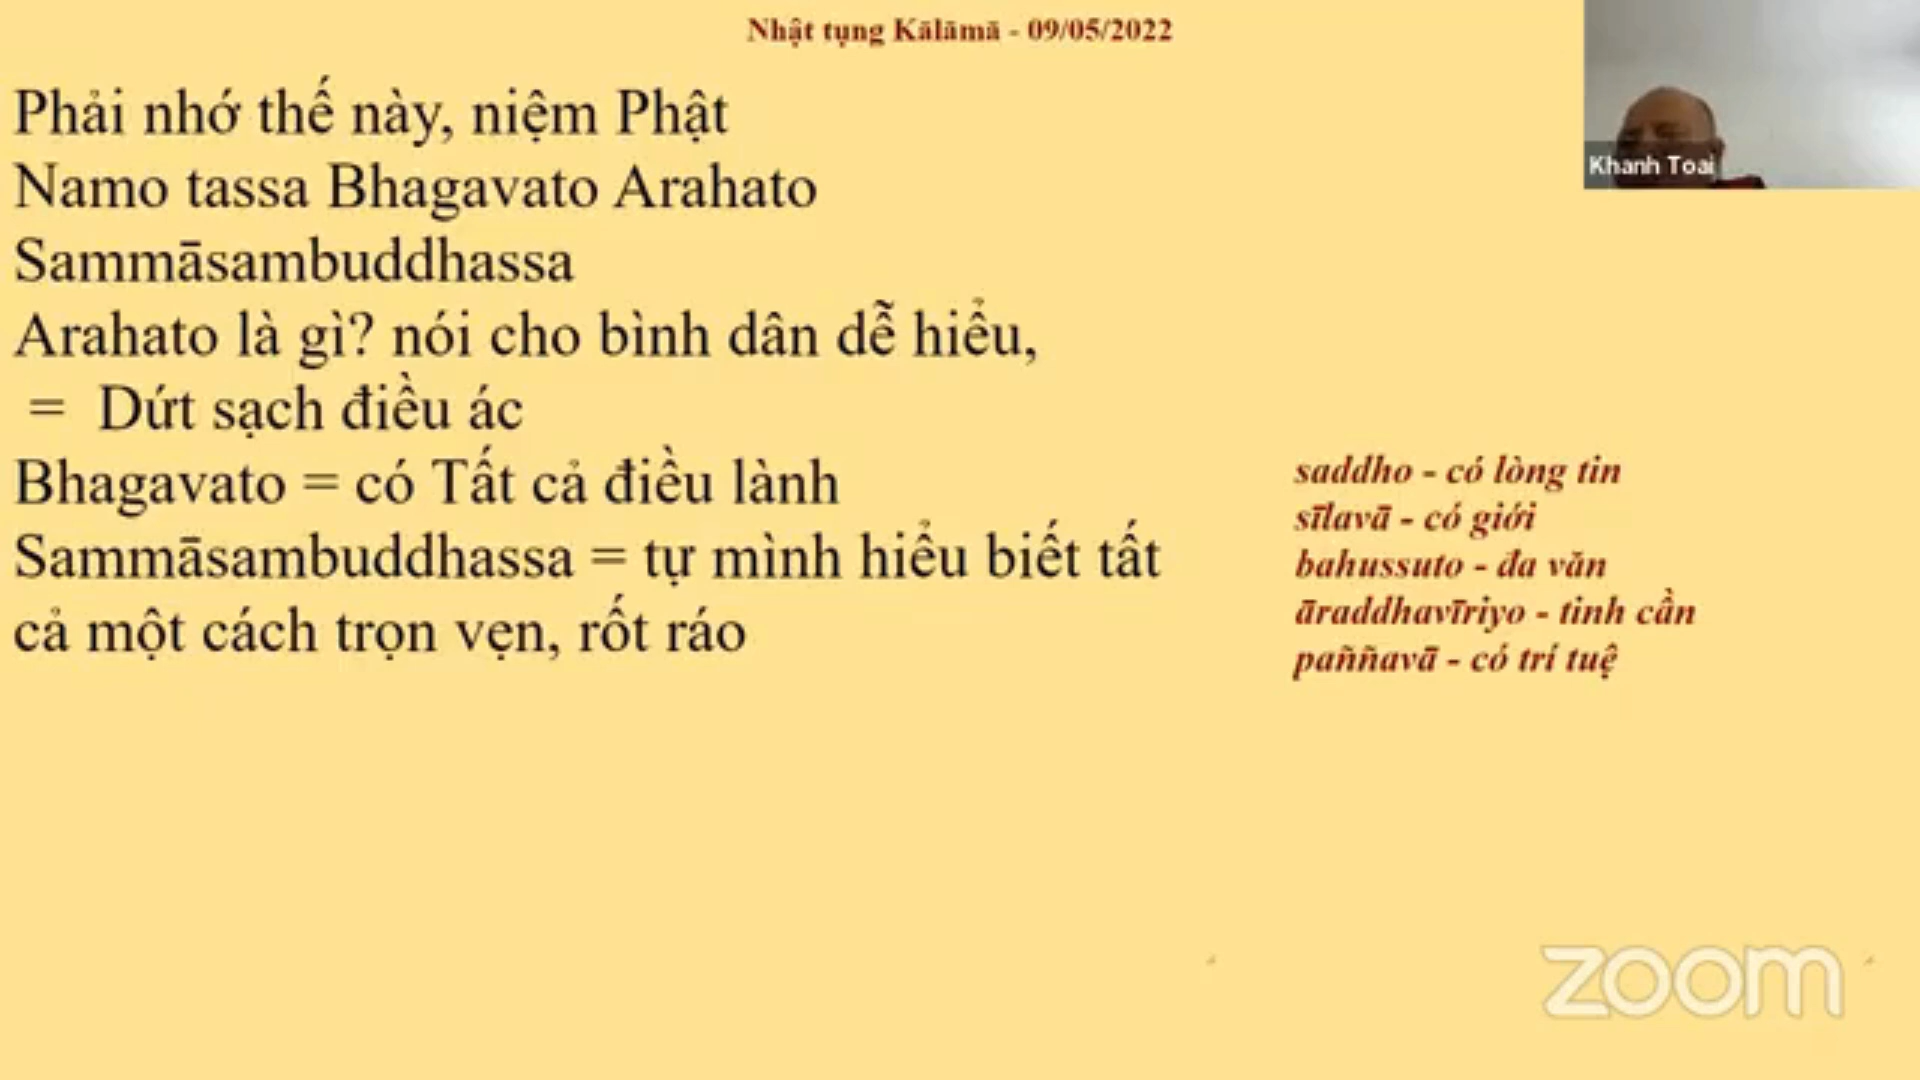 Nhật tụng Kālāmā - 09/05/2022
Phải nhớ thế này, niệm Phật
Namo tassa Bhagavato Arahato
Sammāsambuddhassa
Arahato là gì? nói cho bình dân dễ hiểu,
= Dứt sạch điều ác
Bhagavato = có Tất cả điều lành
Sammāsambuddhassa = tự mình hiểu biết tất
cả một cách trọn vẹn, rốt ráo
saddho - có lòng tin
sīlavā - có giới
bahussuto - đa văn
āraddhavīriyo - tinh cần
paññavā - có trí tuệ
Khanh Toai
zoom